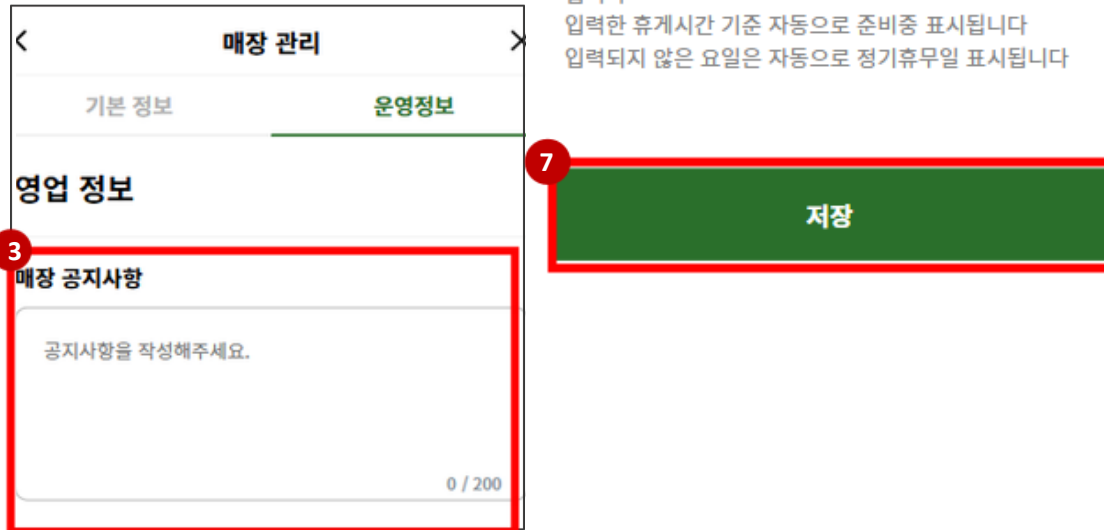 매장 관리
기본 정보
운영정보
영업 정보
3
매장 공지사항
공지사항을 작성해주세요.
0 / 200
입력한 휴게시간 기준 자동으로 준비중 표시됩니다
입력되지 않은 요일은 자동으로 정기휴무일 표시됩니다
7
저장